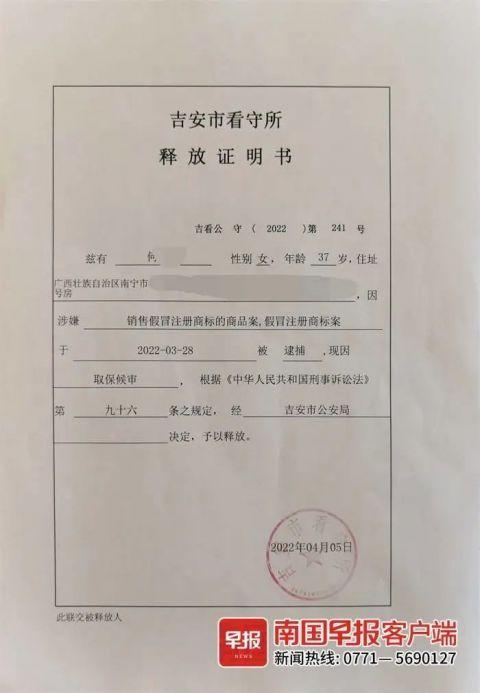 吉安市看守所
释放证明书
吉看公 守 ( 2022 )第 241 号
兹有 性别 女，年龄 37 岁，住址
广西壮族自治区南宁市
号房 ，因
涉嫌 销售假冒注册商标的商品案,假冒注册商标案
于 2022-03-28 被 逮捕 ,现因
取保候审 ，根据《中华人民共和国刑事诉讼法》
第 九十六 条之规定，经 吉安市公安局
决定，予以释放。
2022年04月05日
此联交被释放人
早报 南国早报客户端
NEWS 新闻热线: 0771—5690127